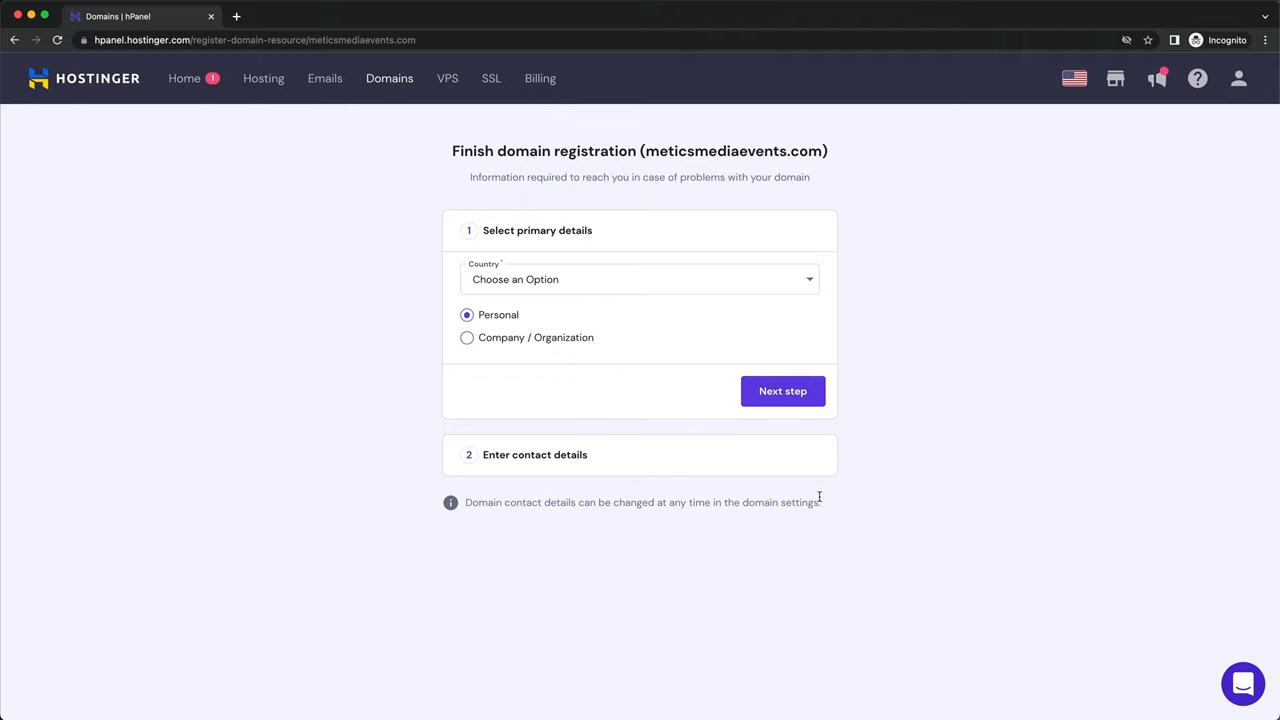 Domains | hPanel
hpanel.hostinger.com/register-domain-resource/meticsmediaevents.com
Incognito
HOSTINGER
Home 1
Hosting
Emails
Domains
VPS
SSL
Billing
Finish domain registration (meticsmediaevents.com)
Information required to reach you in case of problems with your domain
1 Select primary details
Country*
Choose an Option
Personal
Company / Organization
Next step
2 Enter contact details
Domain contact details can be changed at any time in the domain settings.